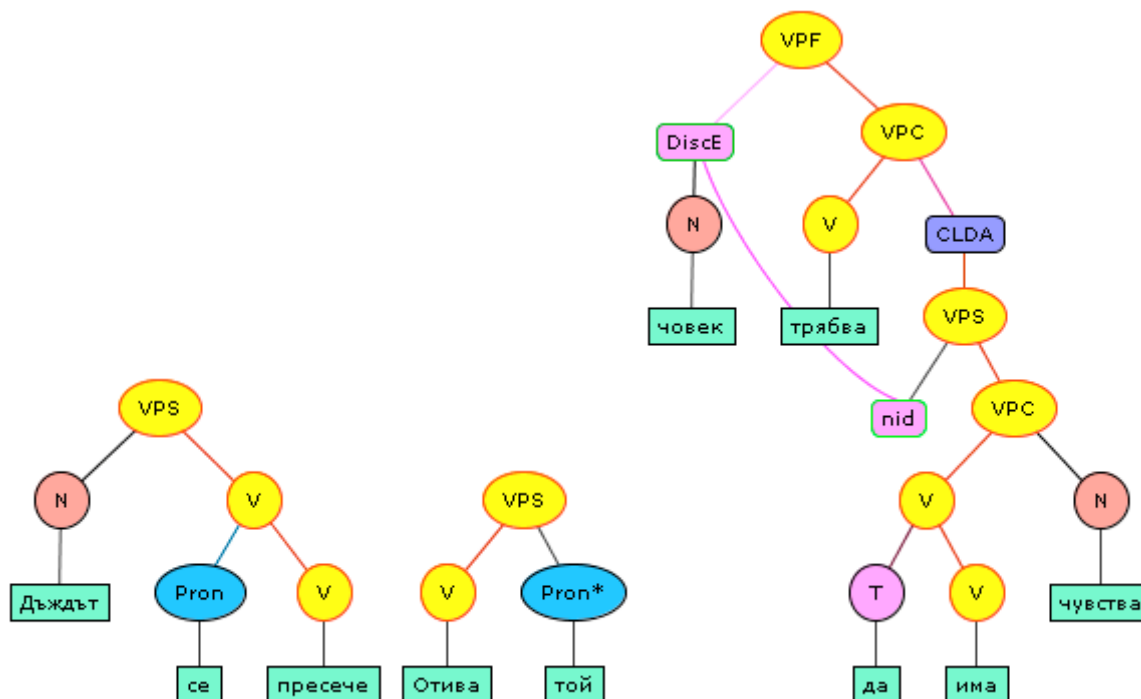 VPF
DiscE VPC
N V CLDA
човек трябва VPS
VPS nid VPC
N V VPS V N
Дъждът Pron V V Pron* T V чувства
се пресече Отива той да има